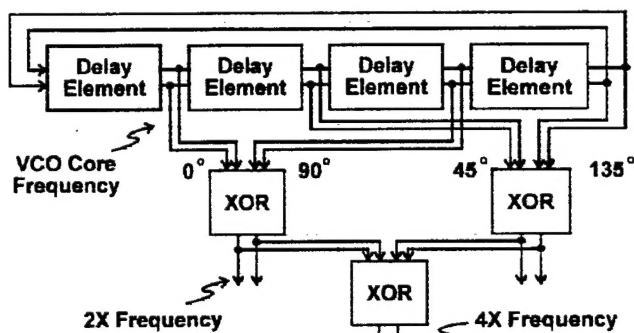 Delay Element
Delay Element
Delay Element
Delay Element
VCO Core
Frequency
0° 90° 45° 135°
XOR
XOR
XOR
2X Frequency
4X Frequency